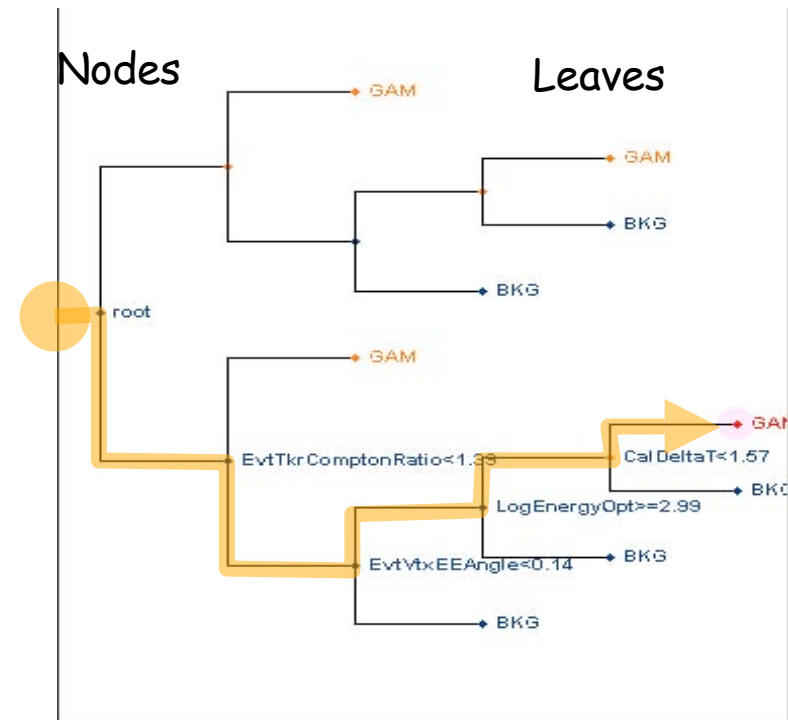 Nodes
Leaves
GAM
GAM
BKG
BKG
root
GAM
EvtTkrComptonRatio<1.39
CalDeltaT<1.57
LogEnergyOpt>=2.99
BKG
EvtVtxEEAngle<0.14
BKG